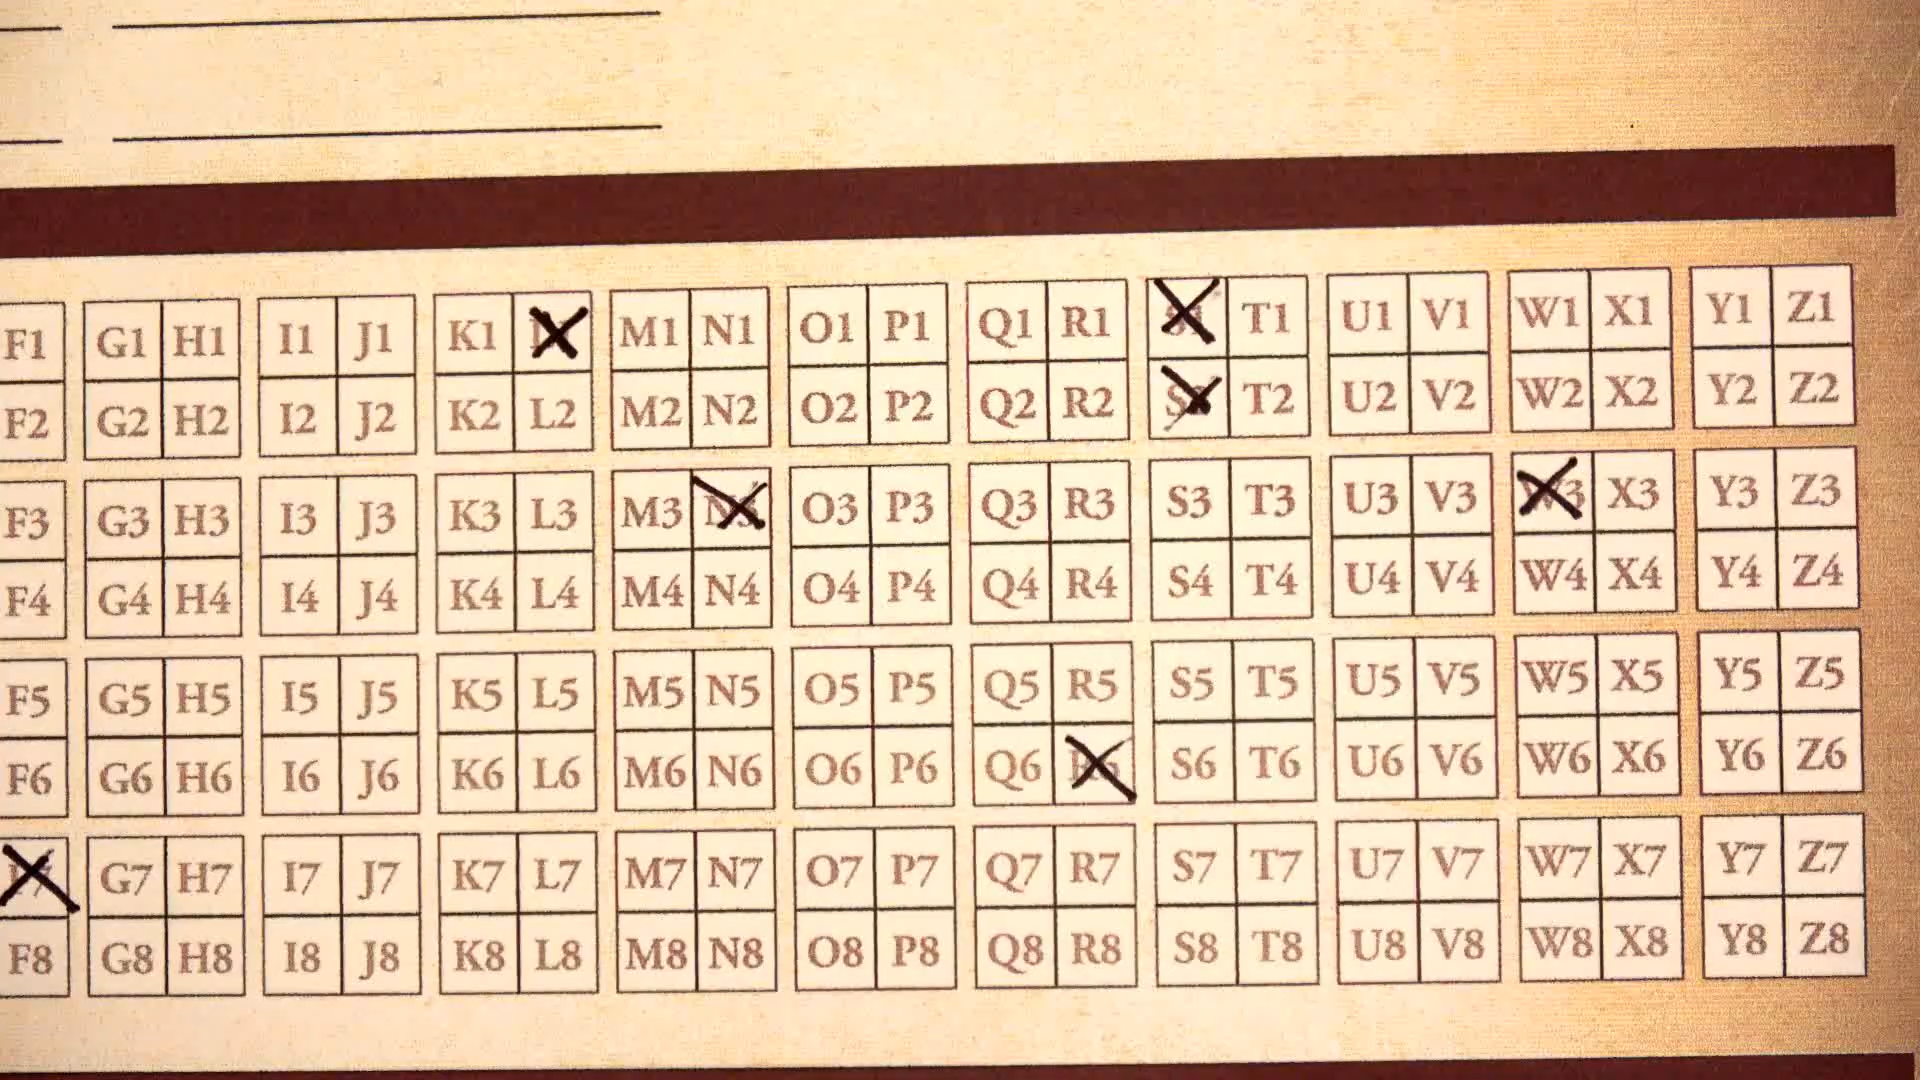 F1 G1 H1 I1 J1 K1 M1 N1 O1 P1 Q1 R1 T1 U1 V1 W1 X1 Y1 Z1
F2 G2 H2 I2 J2 K2 L2 M2 N2 O2 P2 Q2 R2 T2 U2 V2 W2 X2 Y2 Z2
F3 G3 H3 I3 J3 K3 L3 M3 N3 O3 P3 Q3 R3 S3 T3 U3 V3 W3 X3 Y3 Z3
F4 G4 H4 I4 J4 K4 L4 M4 N4 O4 P4 Q4 R4 S4 T4 U4 V4 W4 X4 Y4 Z4
F5 G5 H5 I5 J5 K5 L5 M5 N5 O5 P5 Q5 R5 S5 T5 U5 V5 W5 X5 Y5 Z5
F6 G6 H6 I6 J6 K6 L6 M6 N6 O6 P6 Q6 R6 S6 T6 U6 V6 W6 X6 Y6 Z6
F7 G7 H7 I7 J7 K7 L7 M7 N7 O7 P7 Q7 R7 S7 T7 U7 V7 W7 X7 Y7 Z7
F8 G8 H8 I8 J8 K8 L8 M8 N8 O8 P8 Q8 R8 S8 T8 U8 V8 W8 X8 Y8 Z8